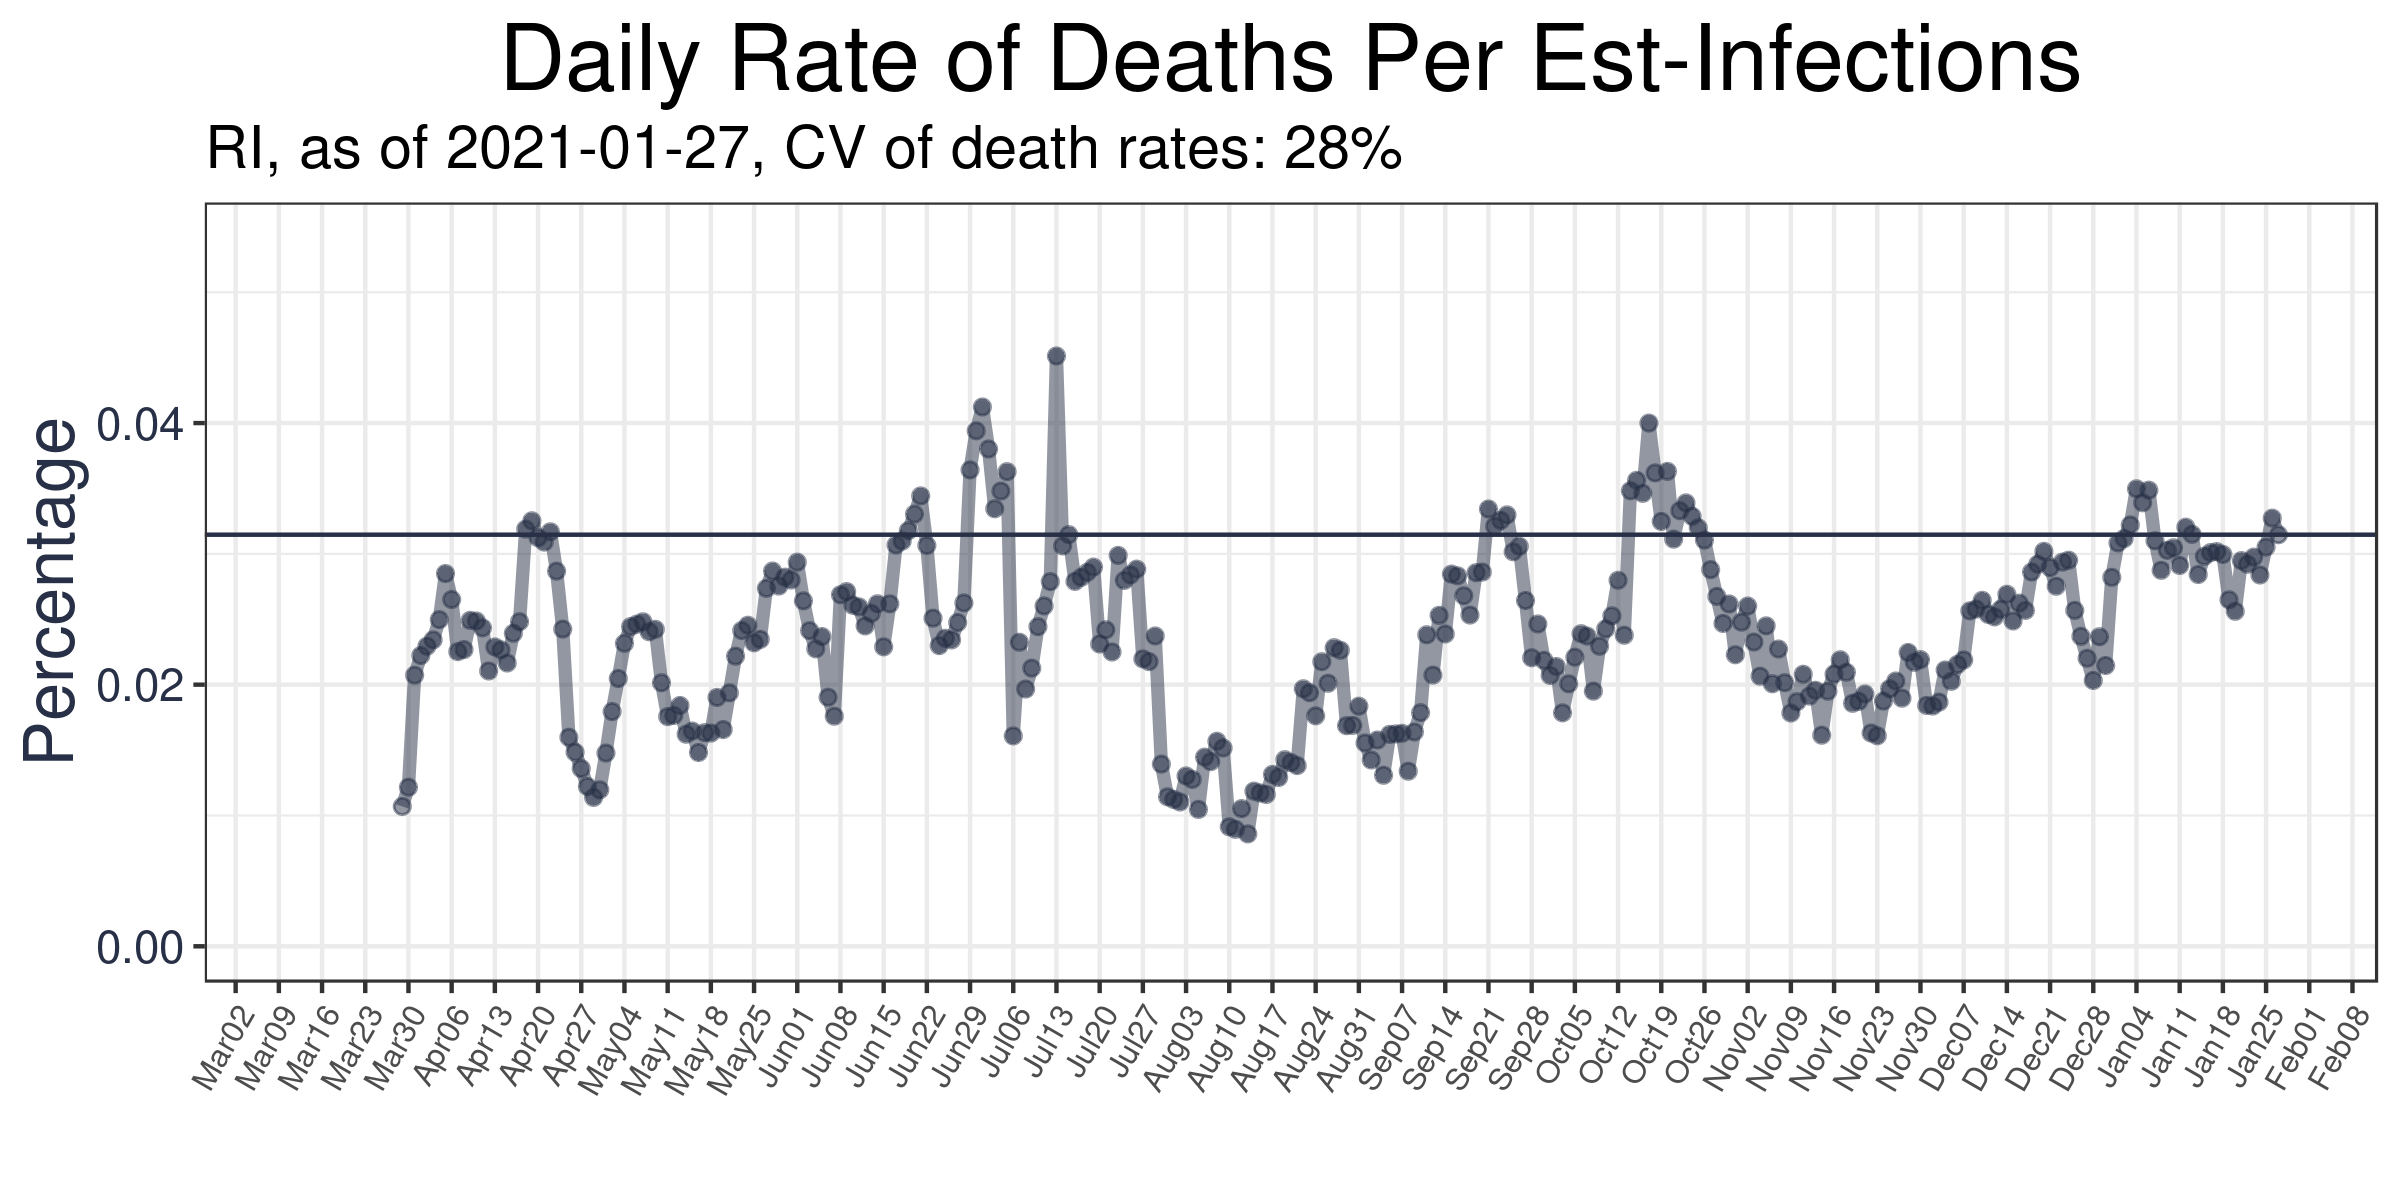 Daily Rate of Deaths Per Est-Infections
RI, as of 2021-01-27, CV of death rates: 28%
Percentage
0.04
0.02
0.00
Mar02 Mar09 Mar16 Mar23 Mar30 Apr06 Apr13 Apr20 Apr27 May04 May11 May18 May25 Jun01 Jun08 Jun15 Jun22 Jun29 Jul06 Jul13 Jul20 Jul27 Aug03 Aug10 Aug17 Aug24 Aug31 Sep07 Sep14 Sep21 Sep28 Oct05 Oct12 Oct19 Oct26 Nov02 Nov09 Nov16 Nov23 Nov30 Dec07 Dec14 Dec21 Dec28 Jan04 Jan11 Jan18 Jan25 Feb01 Feb08